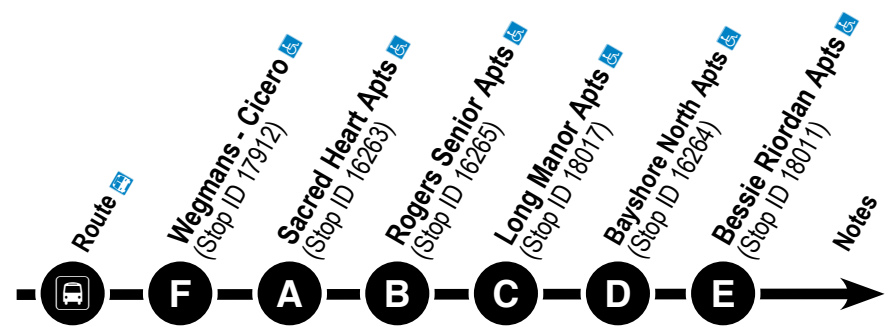 Route
Wegmans - Cicero
(Stop ID 17912)
Sacred Heart Apts
(Stop ID 16263)
Rogers Senior Apts
(Stop ID 16265)
Long Manor Apts
(Stop ID 18017)
Bayshore North Apts
(Stop ID 16264)
Bessie Riordan Apts
(Stop ID 18011)
Notes
F A B C D E